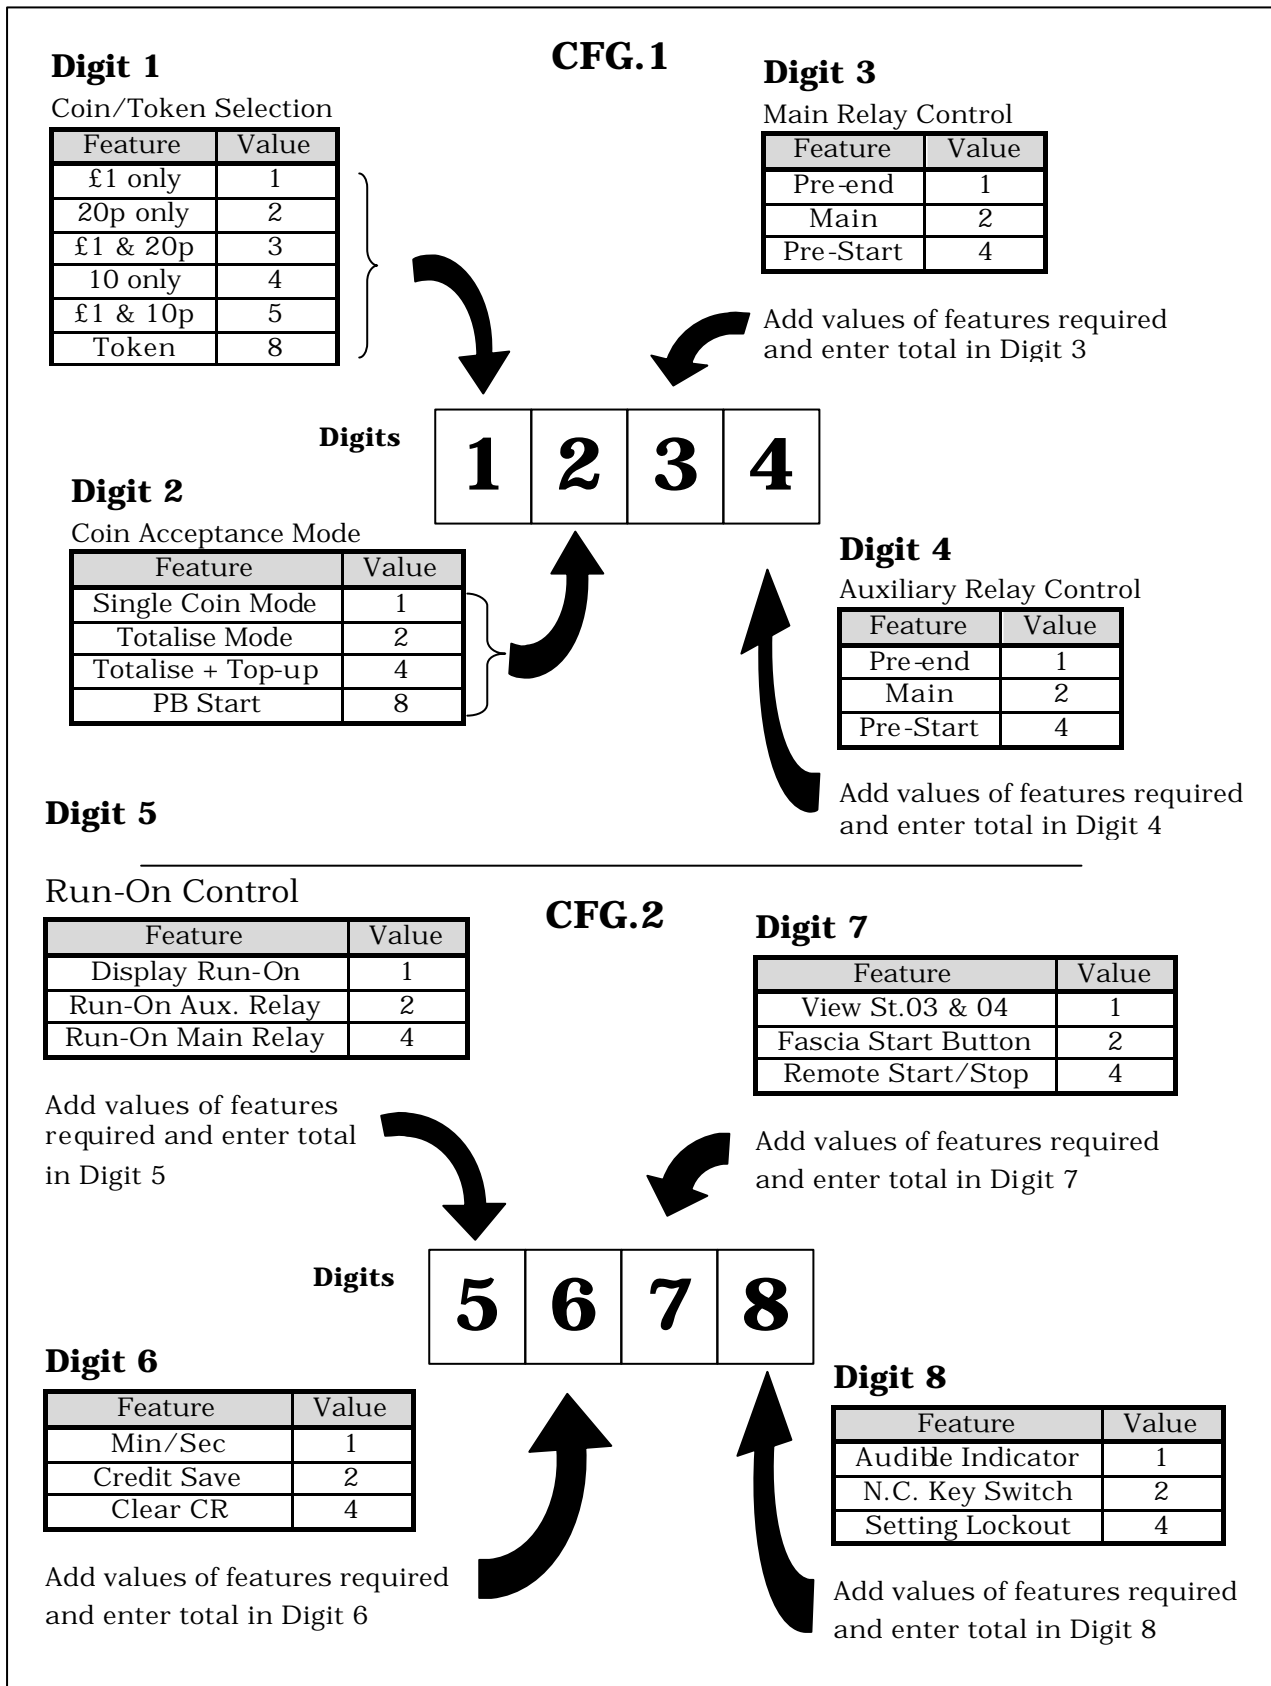 CFG.1
Digit 1
Coin/Token Selection
Feature Value
£1 only 1
20p only 2
£1 & 20p 3
10 only 4
£1 & 10p 5
Token 8
Digit 3
Main Relay Control
Feature Value
Pre-end 1
Main 2
Pre-Start 4
Add values of features required
and enter total in Digit 3
Digits
1 2 3 4
Digit 2
Coin Acceptance Mode
Feature Value
Single Coin Mode 1
Totalise Mode 2
Totalise + Top-up 4
PB Start 8
Digit 4
Auxiliary Relay Control
Feature Value
Pre-end 1
Main 2
Pre-Start 4
Add values of features required
and enter total in Digit 4
Digit 5
Run-On Control
Feature Value
Display Run-On 1
Run-On Aux. Relay 2
Run-On Main Relay 4
Add values of features
required and enter total
in Digit 5
CFG.2
Digit 7
Feature Value
View St.03 & 04 1
Fascia Start Button 2
Remote Start/Stop 4
Add values of features required
and enter total in Digit 7
Digits
5 6 7 8
Digit 6
Feature Value
Min/Sec 1
Credit Save 2
Clear CR 4
Add values of features required
and enter total in Digit 6
Digit 8
Feature Value
Audible Indicator 1
N.C. Key Switch 2
Setting Lockout 4
Add values of features required
and enter total in Digit 8